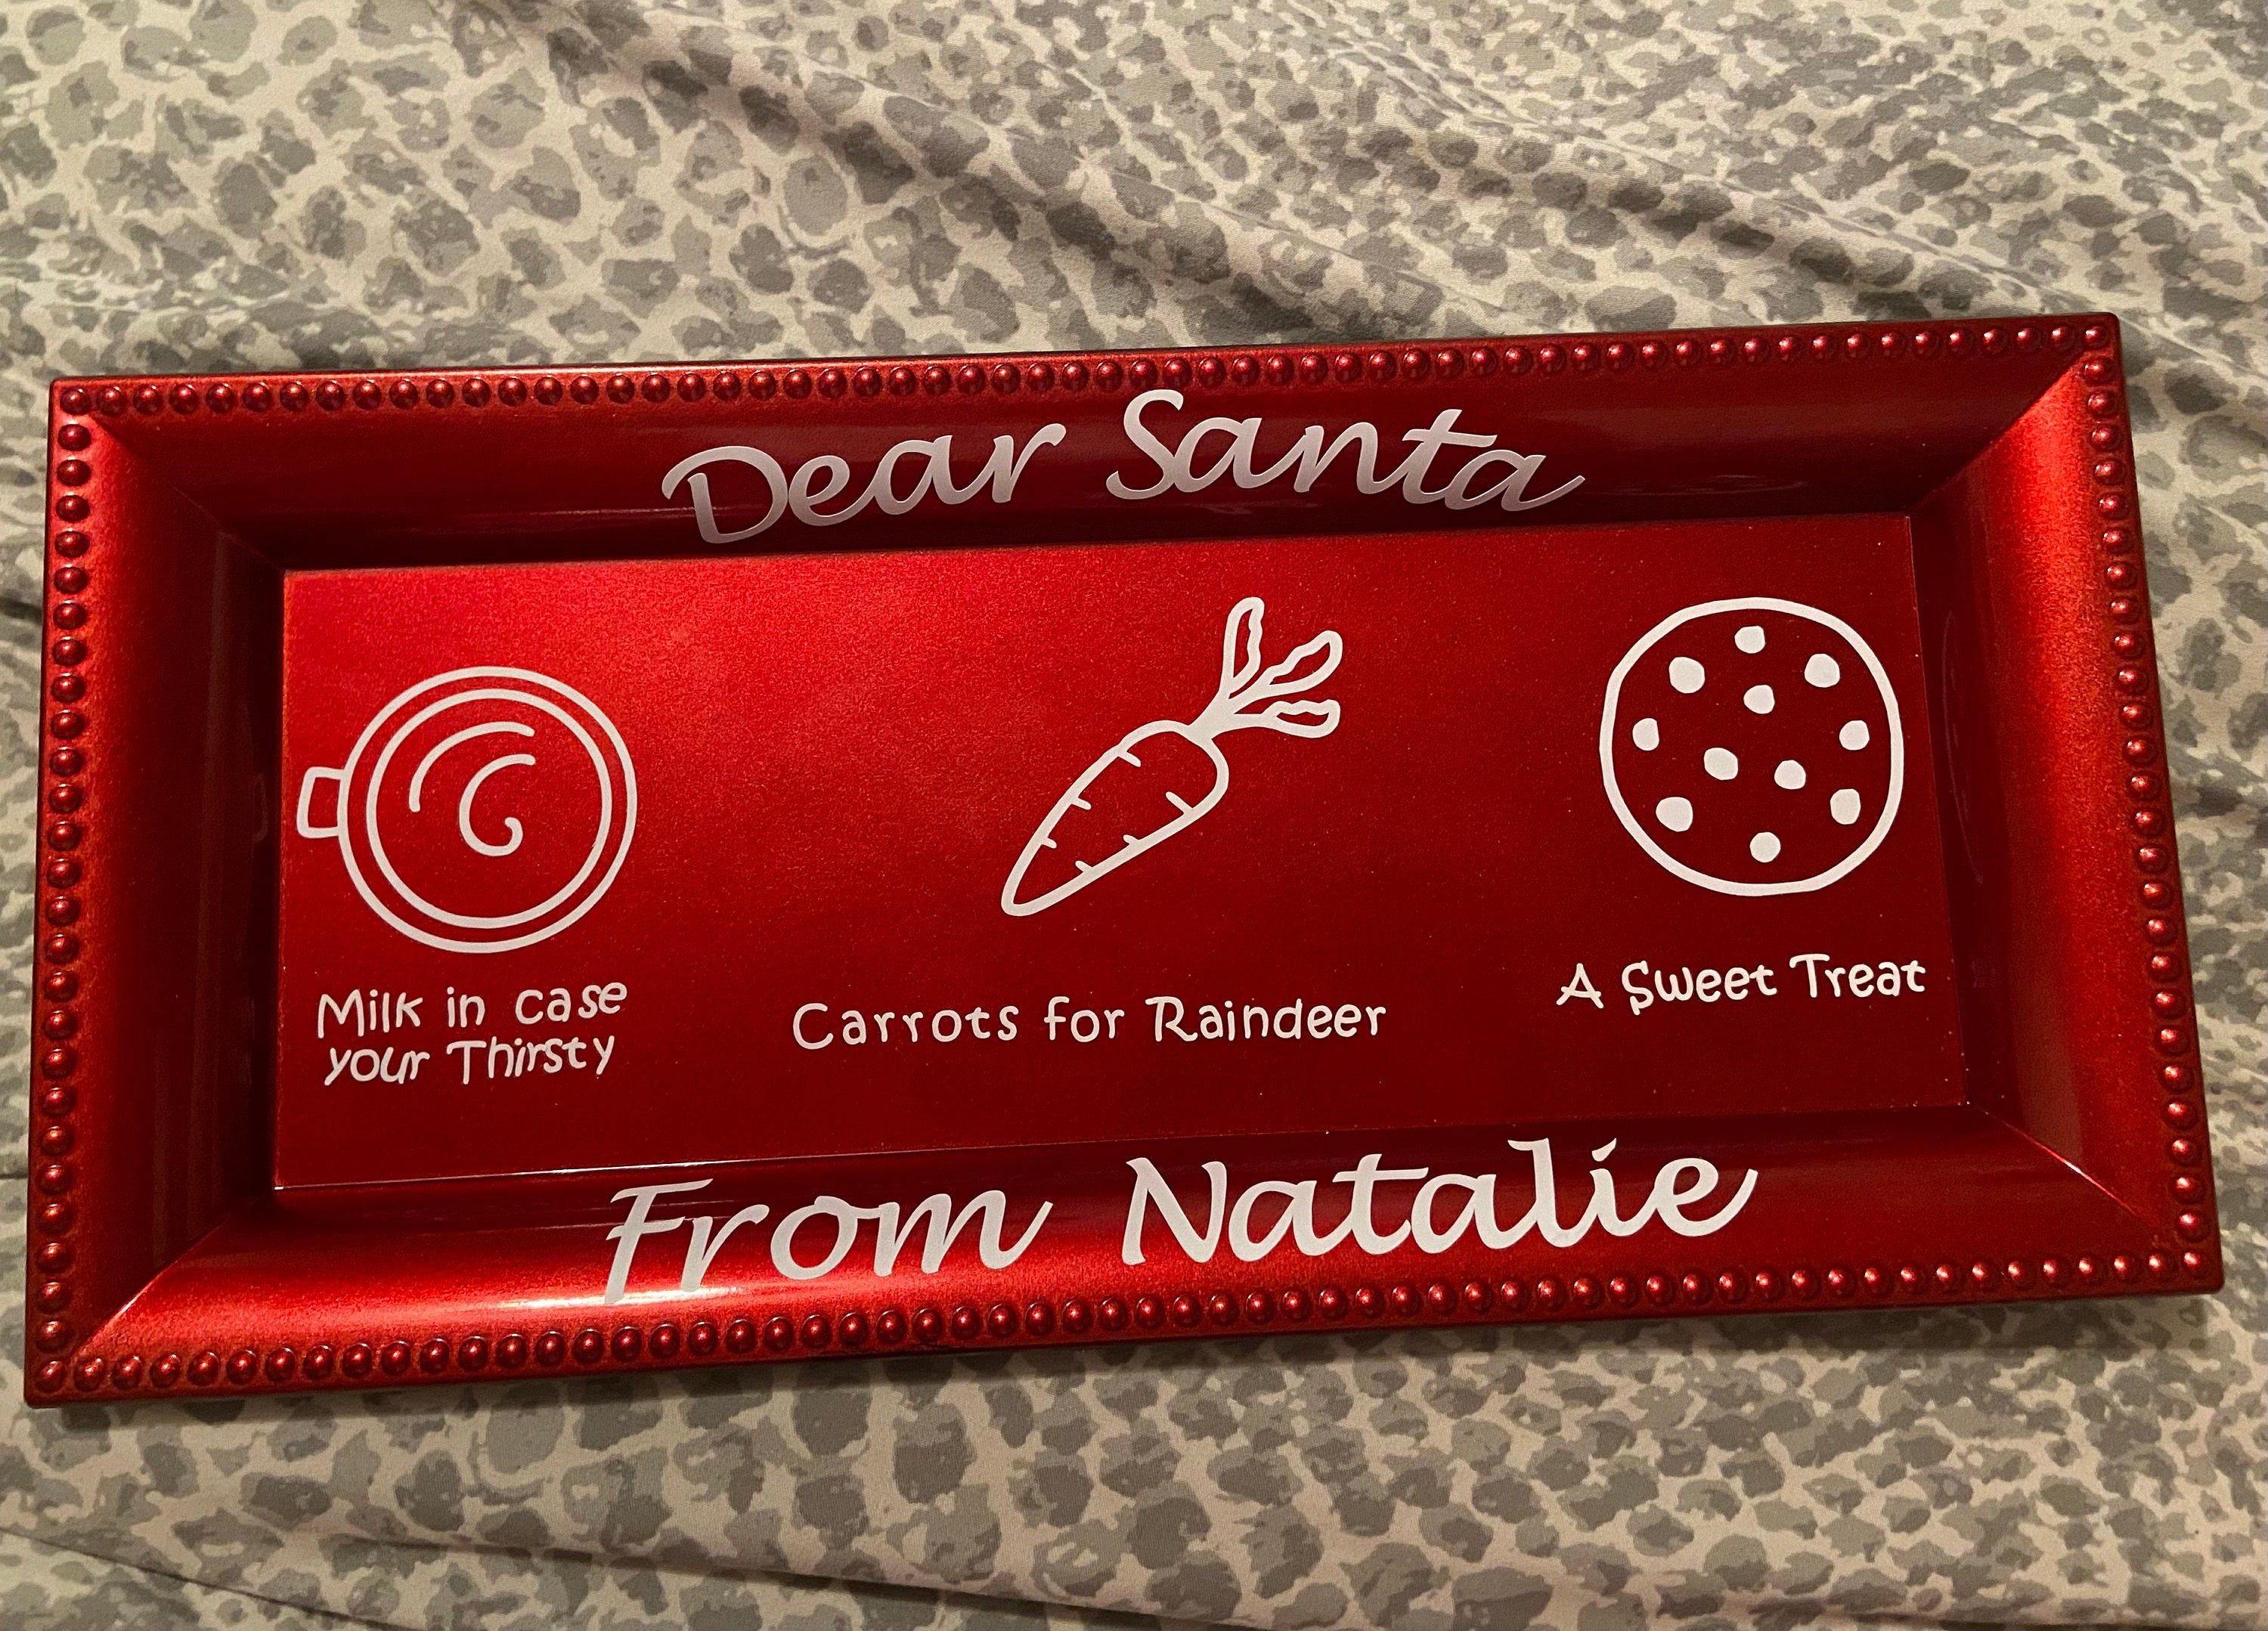 Dear Santa
Milk in case
your Thirsty
Carrots for Raindeer
A Sweet Treat
From Natalie